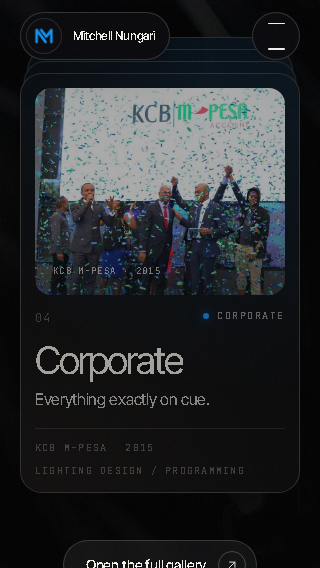 Mitchell Nungari
KCB M-PESA
ACCOUNT
KCB M-PESA 2015
04
CORPORATE
Corporate
Everything exactly on cue.
KCB M-PESA 2015
LIGHTING DESIGN / PROGRAMMING
Open the full gallery